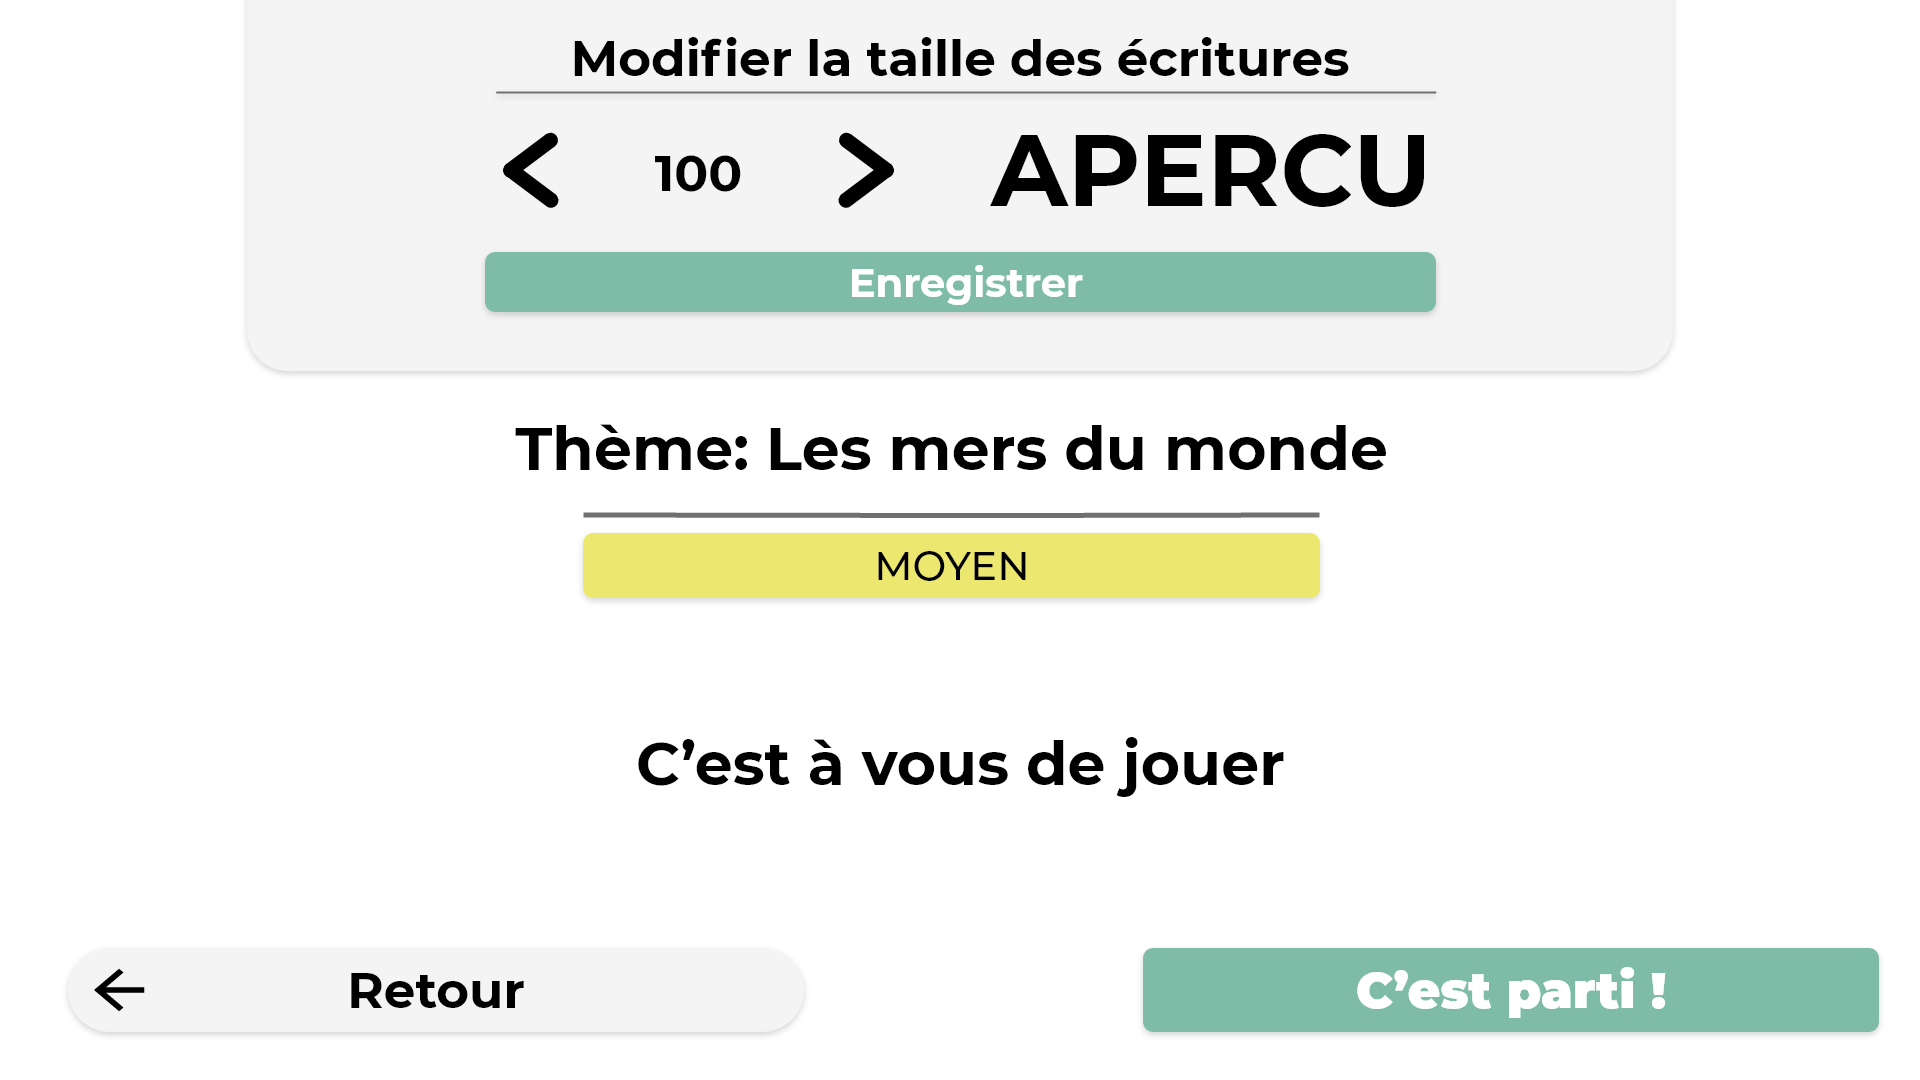 Modifier la taille des écritures
100
APERCU
Enregistrer
Thème: Les mers du monde
MOYEN
C’est à vous de jouer
Retour
C’est parti !